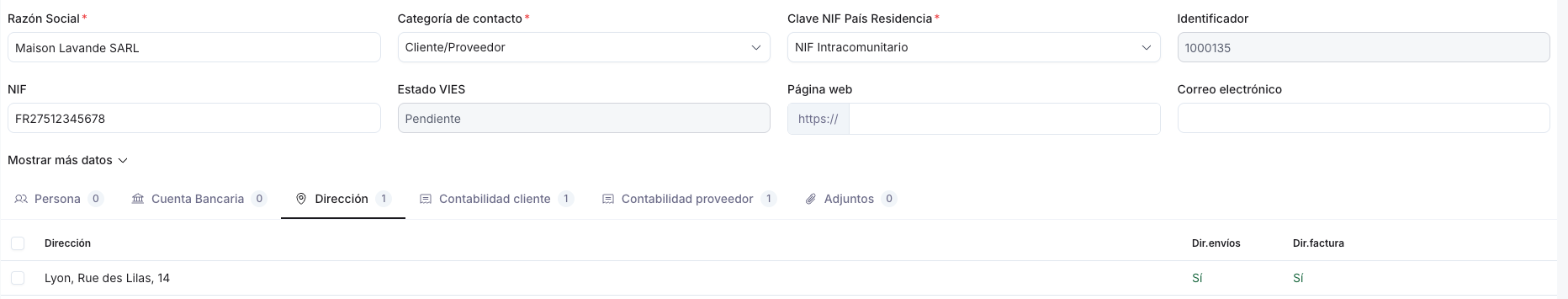 Razón Social* Categoría de contacto* Clave NIF País Residencia* Identificador
Maison Lavande SARL Cliente/Proveedor NIF Intracomunitario 1000135
NIF Estado VIES Página web Correo electrónico
FR27512345678 Pendiente https://
Mostrar más datos
Persona 0 Cuenta Bancaria 0 Dirección 1 Contabilidad cliente 1 Contabilidad proveedor 1 Adjuntos 0
Dirección Dir.envíos Dir.factura
Lyon, Rue des Lilas, 14 Sí Sí